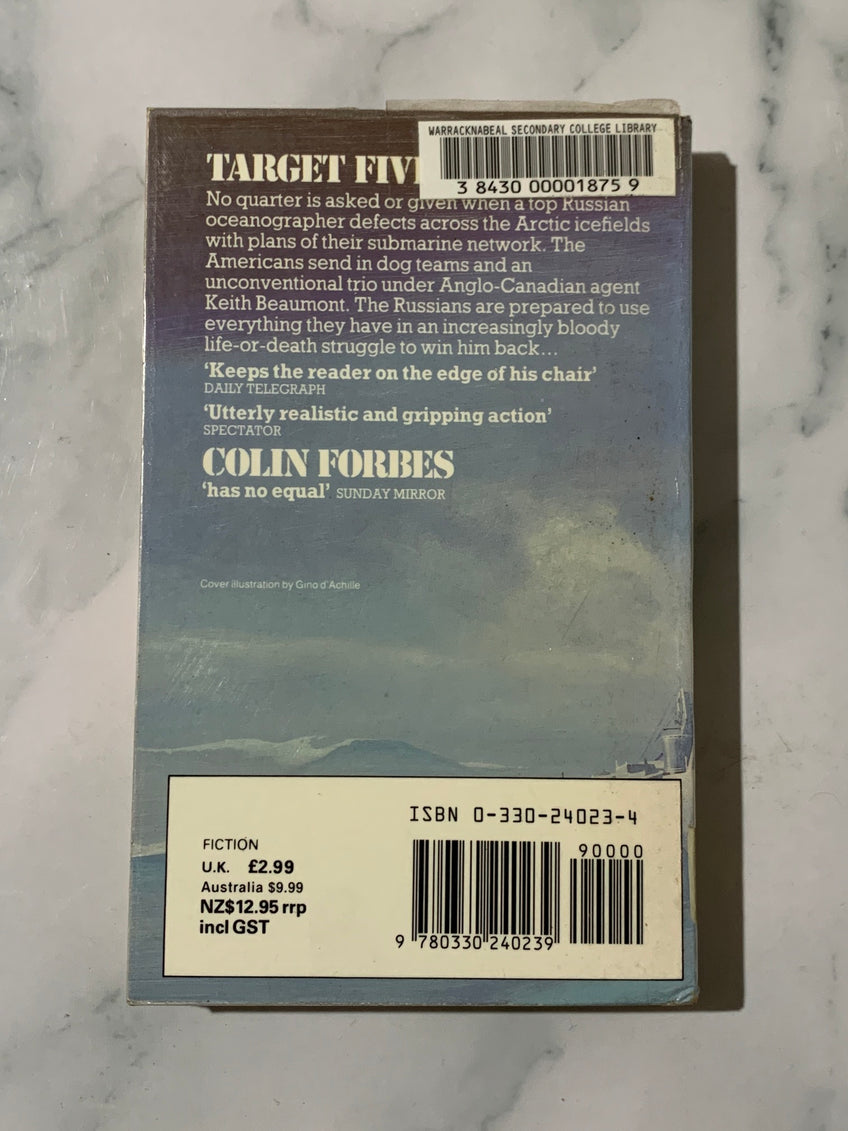 WARRACKNABEAL SECONDARY COLLEGE LIBRARY
3 8430 00001875 9
TARGET FIV
No quarter is asked or given when a top Russian
oceanographer defects across the Arctic icefields
with plans of their submarine network. The
Americans send in dog teams and an
unconventional trio under Anglo-Canadian agent
Keith Beaumont. The Russians are prepared to use
everything they have in an increasingly bloody
life-or-death struggle to win him back...
'Keeps the reader on the edge of his chair'
DAILY TELEGRAPH
'Utterly realistic and gripping action'
SPECTATOR
COLIN FORBES
'has no equal' SUNDAY MIRROR
Cover illustration by Gino d'Achille
ISBN 0-330-24023-4
FICTION
U.K. £2.99
Australia $9.99
NZ$12.95 rrp
incl GST
90000
9 780330 240239